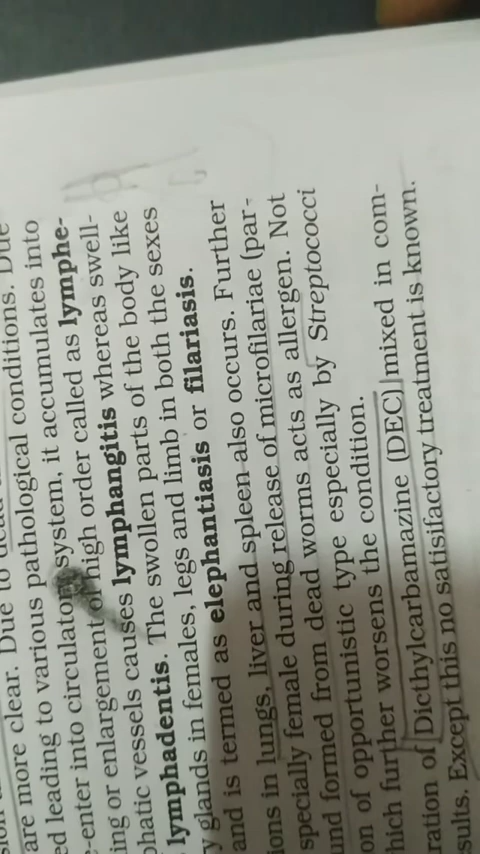 are more clear. Due to
ed leading to various pathological conditions. Due
-enter into circulatory system, it accumulates into
ing or enlargement of high order called as lymphe-
phatic vessels causes lymphangitis whereas swell-
lymphadentis. The swollen parts of the body like
y glands in females, legs and limb in both the sexes
and is termed as elephantiasis or filariasis.
ions in lungs, liver and spleen also occurs. Further
specially female during release of microfilariae (par-
und formed from dead worms acts as allergen. Not
on of opportunistic type especially by Streptococci
hich further worsens the condition.
ration of Dicthylcarbamazine (DEC) mixed in com-
sults. Except this no satisifactory treatment is known.